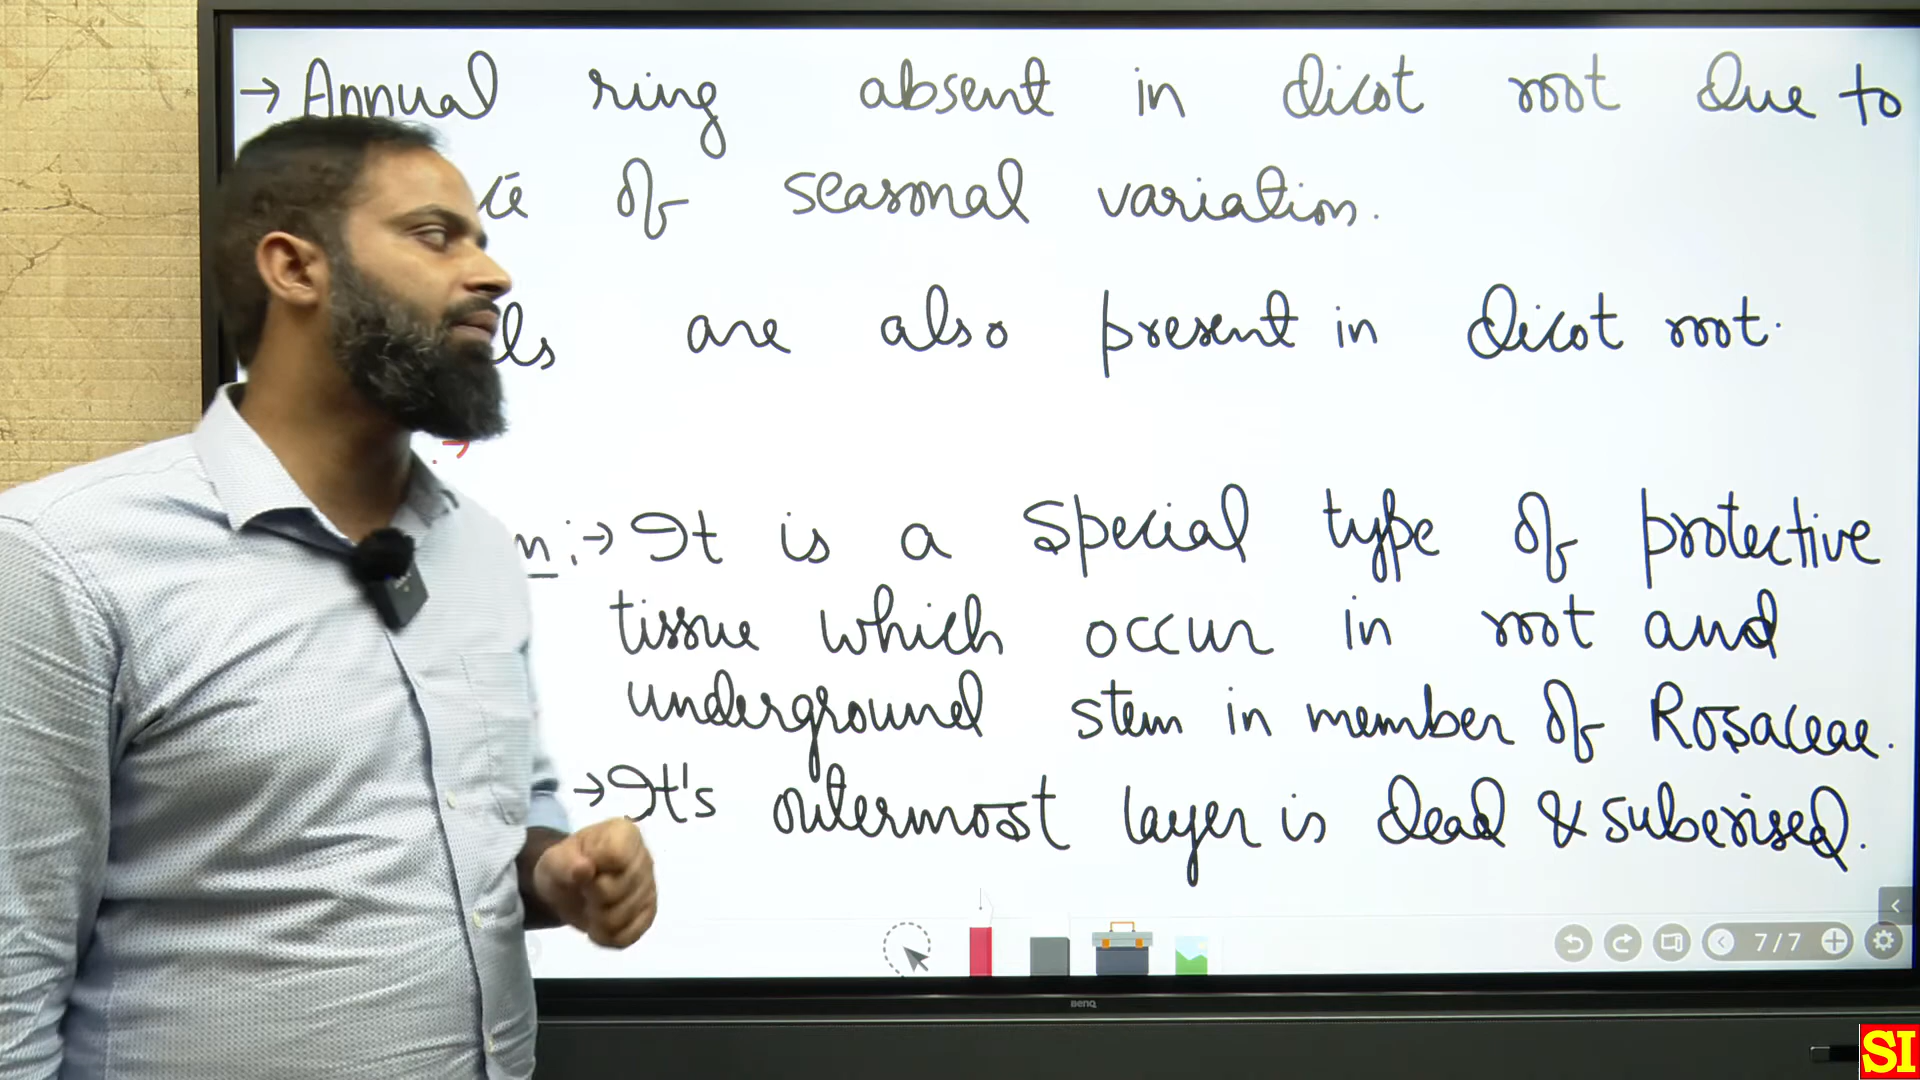 → Annual ring absent in dicot root due to
of seasonal variation.
are also present in dicot root.
→
:→ It is a special type of protective
tissue which occur in root and
underground stem in member of Rosaceae.
→ It's outermost layer is dead & suberised.
7/7
BenQ
SI